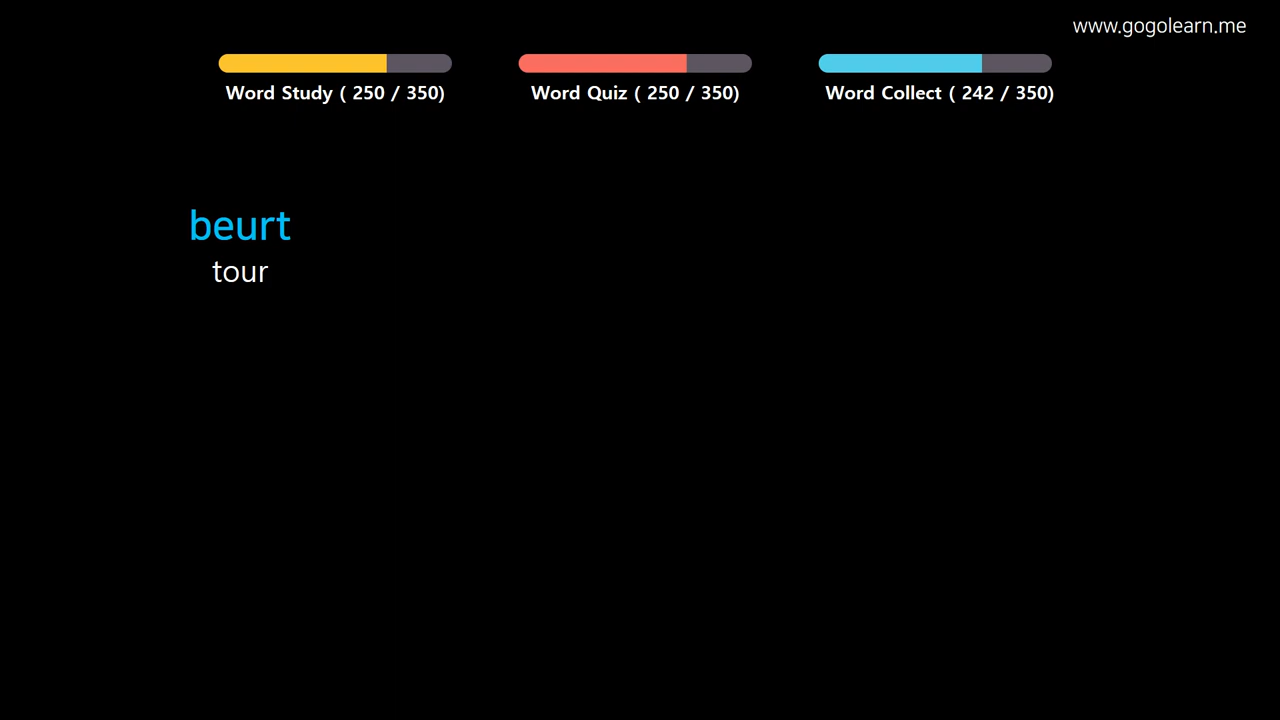 www.gogolearn.me
Word Study ( 250 / 350)
Word Quiz ( 250 / 350)
Word Collect ( 242 / 350)
beurt
tour